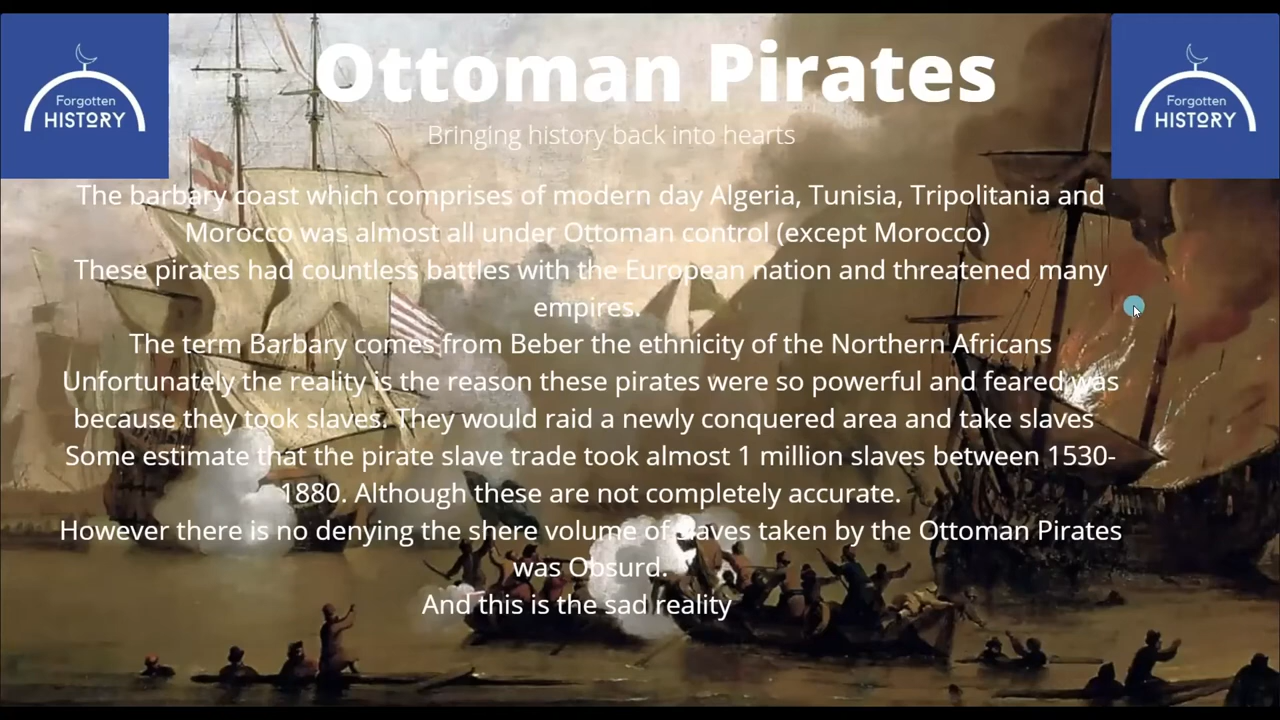 Forgotten
HISTORY
Ottoman Pirates
Forgotten
HISTORY
Bringing history back into hearts
The barbary coast which comprises of modern day Algeria, Tunisia, Tripolitania and
Morocco was almost all under Ottoman control (except Morocco)
These pirates had countless battles with the European nation and threatened many
empires.
The term Barbary comes from Beber the ethnicity of the Northern Africans
Unfortunately the reality is the reason these pirates were so powerful and feared was
because they took slaves. They would raid a newly conquered area and take slaves
Some estimate that the pirate slave trade took almost 1 million slaves between 1530-
1880. Although these are not completely accurate.
However there is no denying the shere volume of slaves taken by the Ottoman Pirates
was Obsurd.
And this is the sad reality